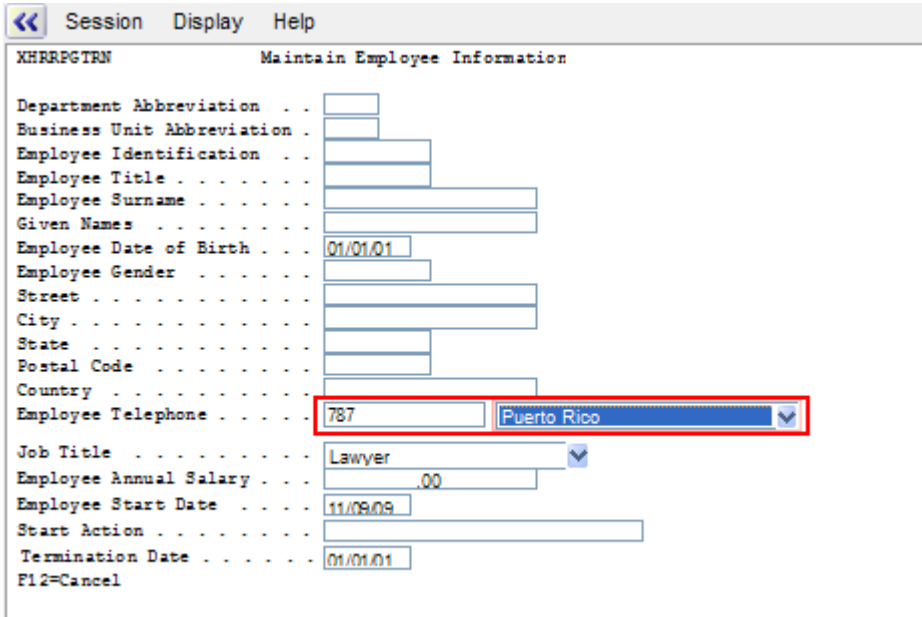 Session Display Help
XHRRPGTRN Maintain Employee Information
Department Abbreviation . .
Business Unit Abbreviation .
Employee Identification . .
Employee Title . . . . . . .
Employee Surname . . . . . .
Given Names . . . . . . . .
Employee Date of Birth . . . 01/01/01
Employee Gender . . . . . .
Street . . . . . . . . . . .
City . . . . . . . . . . . .
State . . . . . . . . . . .
Postal Code . . . . . . . .
Country . . . . . . . . . .
Employee Telephone . . . . . 787 Puerto Rico
Job Title . . . . . . . . . Lawyer
Employee Annual Salary . . . .00
Employee Start Date . . . . 11/09/09
Start Action . . . . . . . .
Termination Date . . . . . . 01/01/01
F12=Cancel